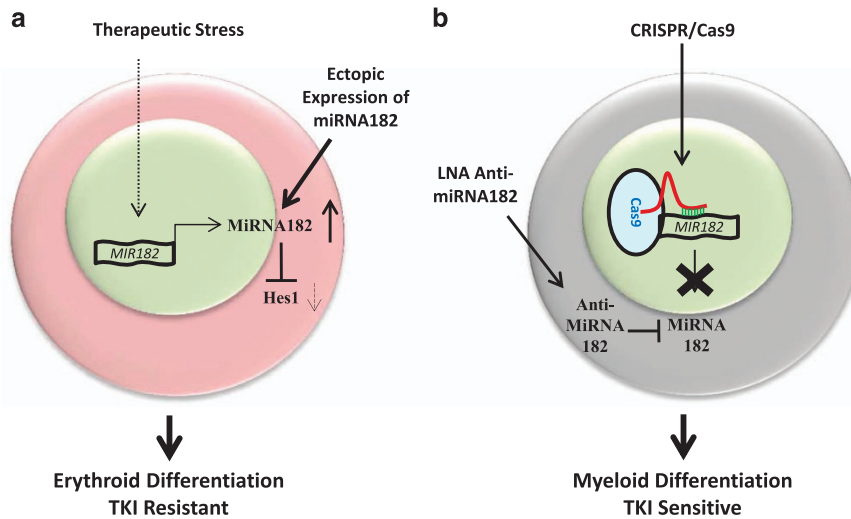 a
Therapeutic Stress
Ectopic
Expression of
miRNA182
MIR182
MiRNA182
Hes1
Erythroid Differentiation
TKI Resistant
b
CRISPR/Cas9
LNA Anti-
miRNA182
Cas9
MIR182
Anti-
MiRNA
182
MiRNA
182
Myeloid Differentiation
TKI Sensitive